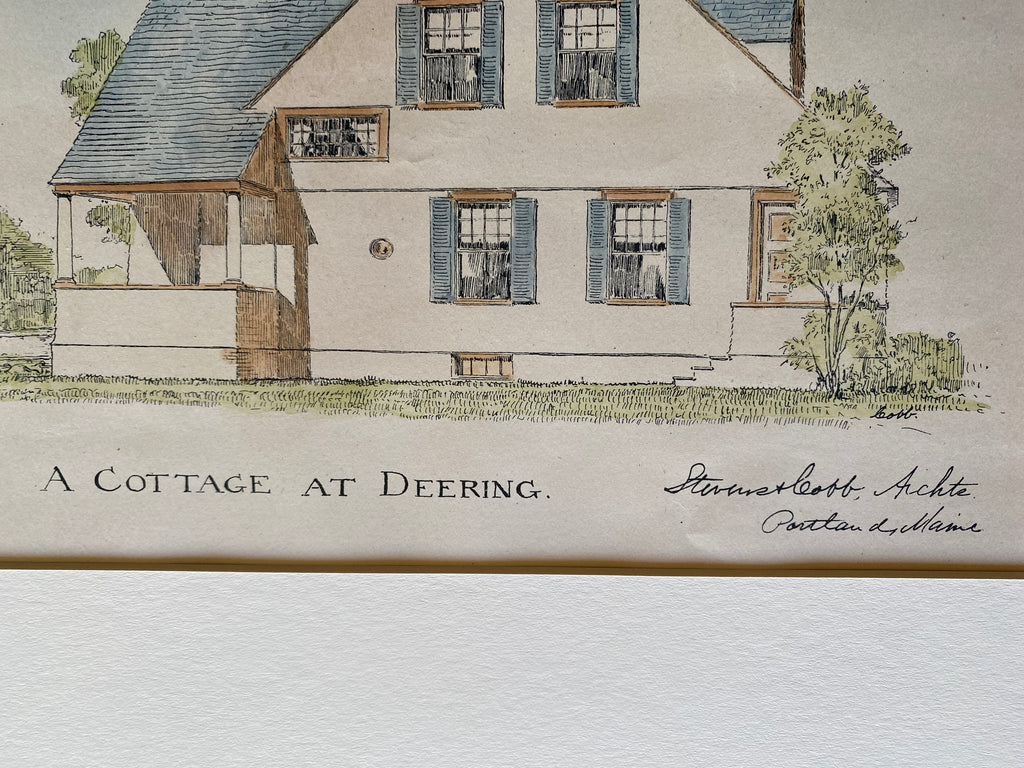 Cobb.
A COTTAGE AT DEERING.
Stevens & Cobb, Archts.
Portland, Maine